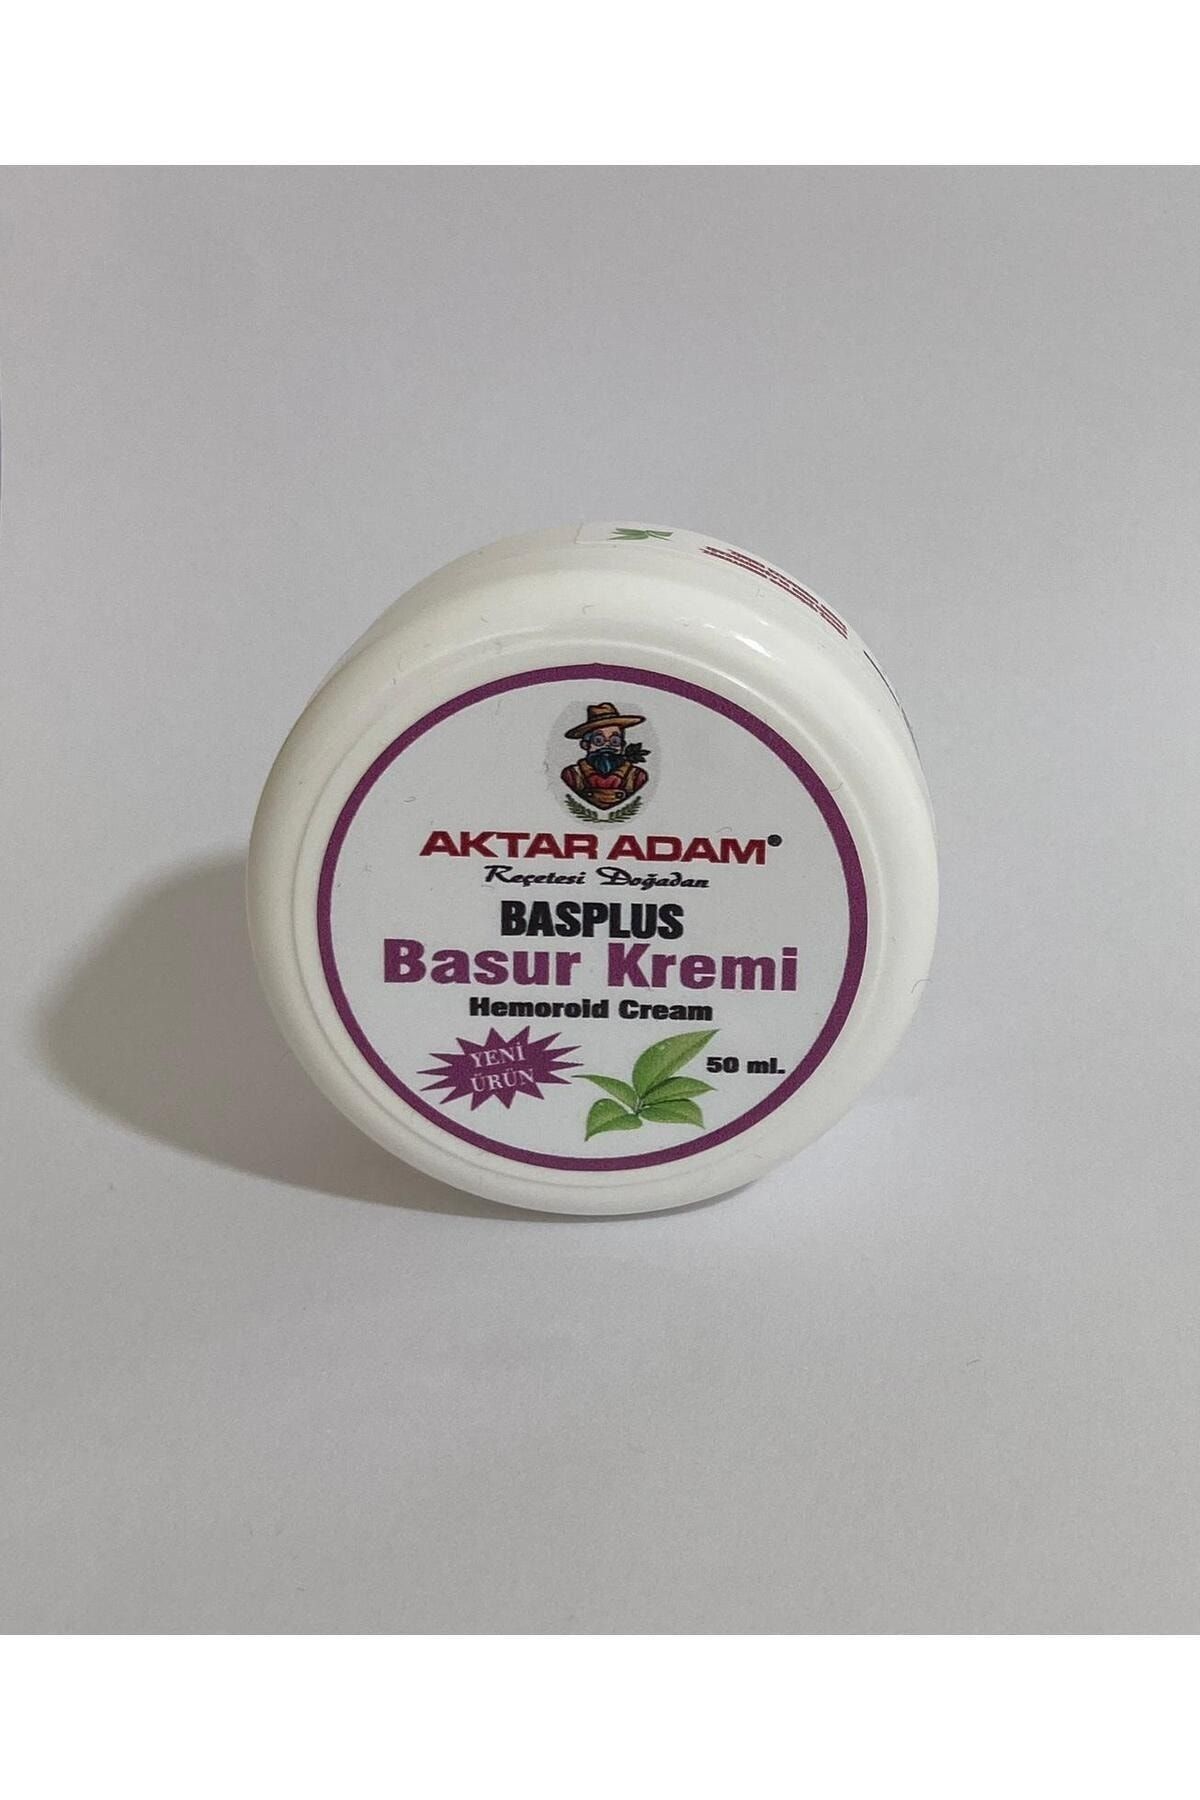 AKTAR ADAM®
Reçetesi Doğadan
BASPLUS
Basur Kremi
Hemoroid Cream
YENİ
ÜRÜN
50 ml.